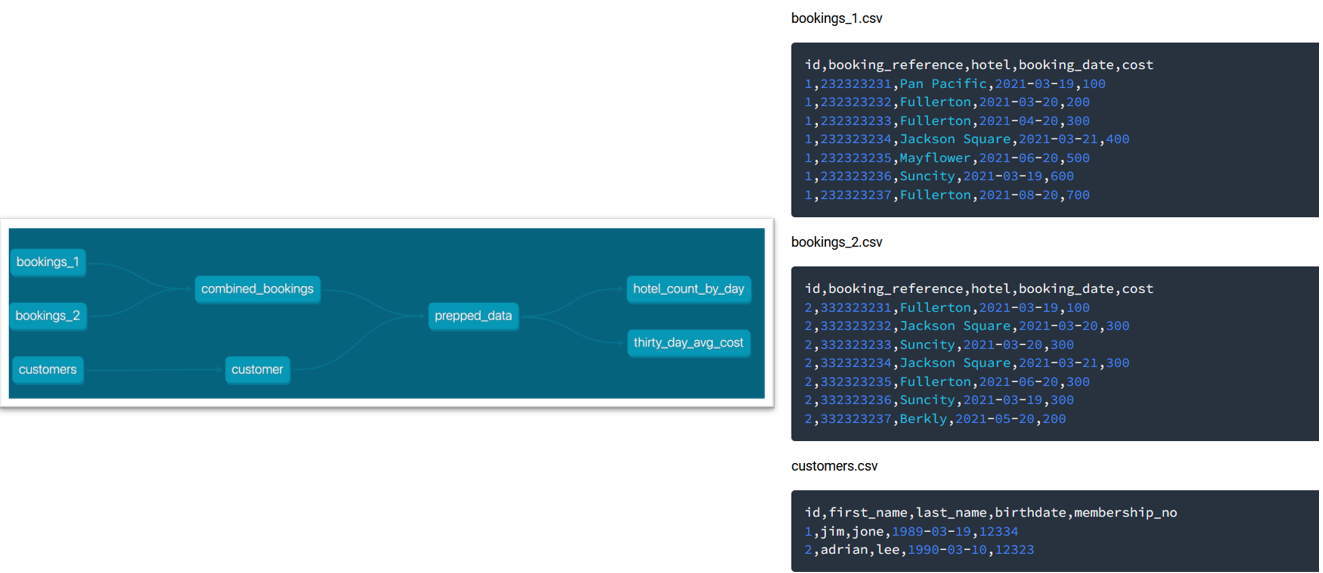 bookings_1
bookings_2
customers
combined_bookings
customer
prepped_data
hotel_count_by_day
thirty_day_avg_cost
bookings_1.csv
id,booking_reference,hotel,booking_date,cost
1,232323231,Pan Pacific,2021-03-19,100
1,232323232,Fullerton,2021-03-20,200
1,232323233,Fullerton,2021-04-20,300
1,232323234,Jackson Square,2021-03-21,400
1,232323235,Mayflower,2021-06-20,500
1,232323236,Suncity,2021-03-19,600
1,232323237,Fullerton,2021-08-20,700
bookings_2.csv
id,booking_reference,hotel,booking_date,cost
2,332323231,Fullerton,2021-03-19,100
2,332323232,Jackson Square,2021-03-20,300
2,332323233,Suncity,2021-03-20,300
2,332323234,Jackson Square,2021-03-21,300
2,332323235,Fullerton,2021-06-20,300
2,332323236,Suncity,2021-03-19,300
2,332323237,Berkly,2021-05-20,200
customers.csv
id,first_name,last_name,birthdate,membership_no
1,jim,jone,1989-03-19,12334
2,adrian,lee,1990-03-10,12323